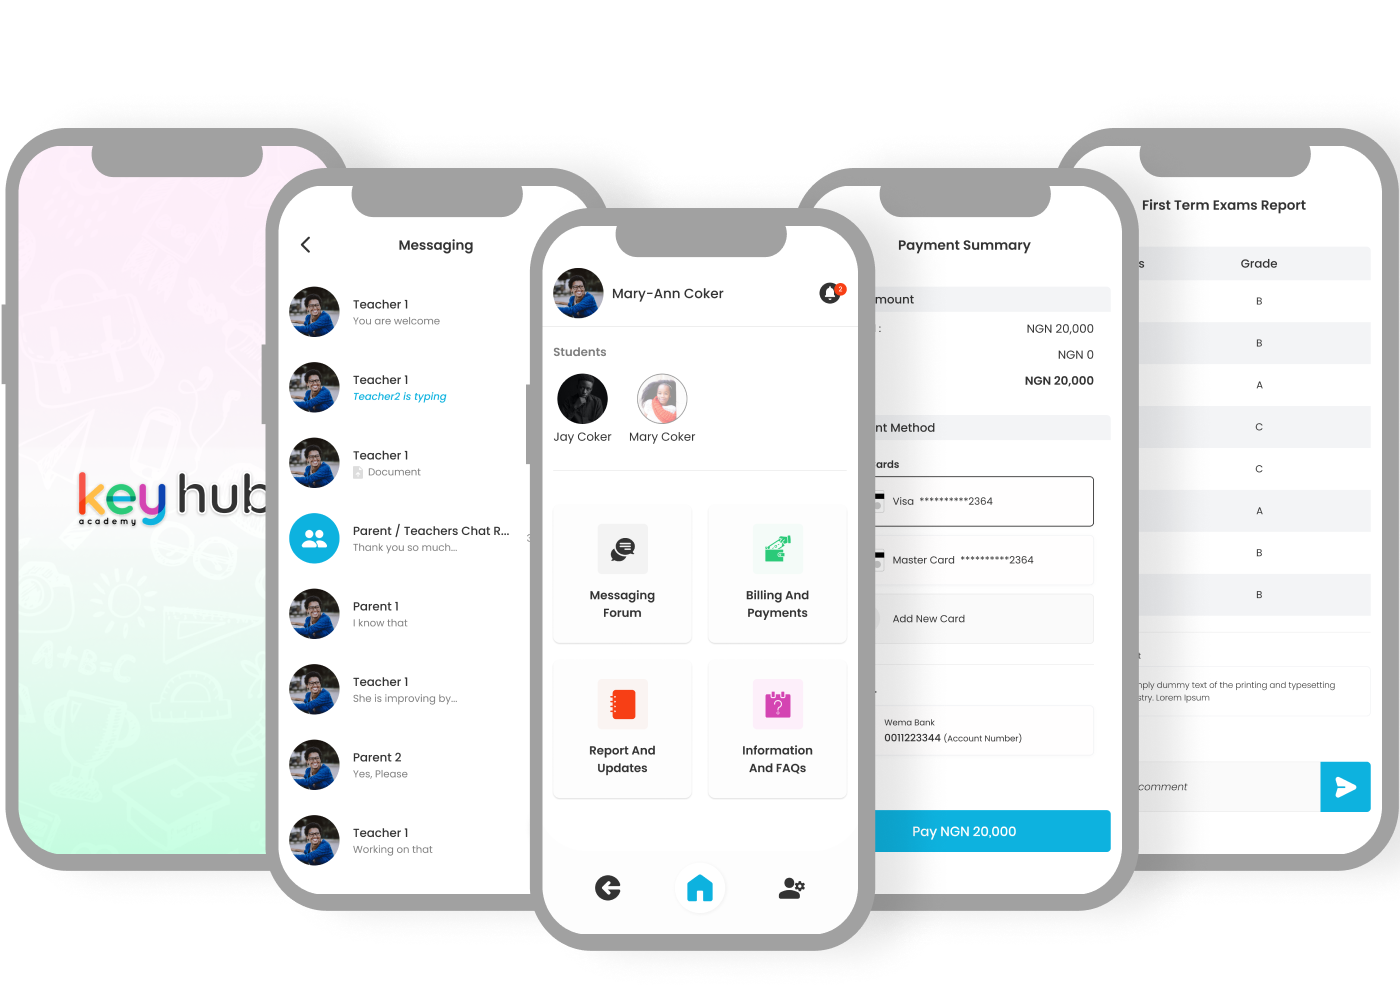 key hub
academy
A+B=C
Messaging
Teacher 1
You are welcome
Teacher 1
Teacher2 is typing
Teacher 1
Document
Parent / Teachers Chat R...
Thank you so much...
Parent 1
I know that
Teacher 1
She is improving by...
Parent 2
Yes, Please
Teacher 1
Working on that
Mary-Ann Coker
2
Students
Jay Coker
Mary Coker
Messaging
Forum
Billing And
Payments
Report And
Updates
?
Information
And FAQs
Payment Summary
mount
: NGN 20,000
NGN 0
NGN 20,000
nt Method
ards
Visa **********2364
Master Card **********2364
Add New Card
Wema Bank
0011223344 (Account Number)
Pay NGN 20,000
First Term Exams Report
s Grade
B
B
A
C
C
A
B
B
t
nply dummy text of the printing and typesetting
stry. Lorem Ipsum
comment